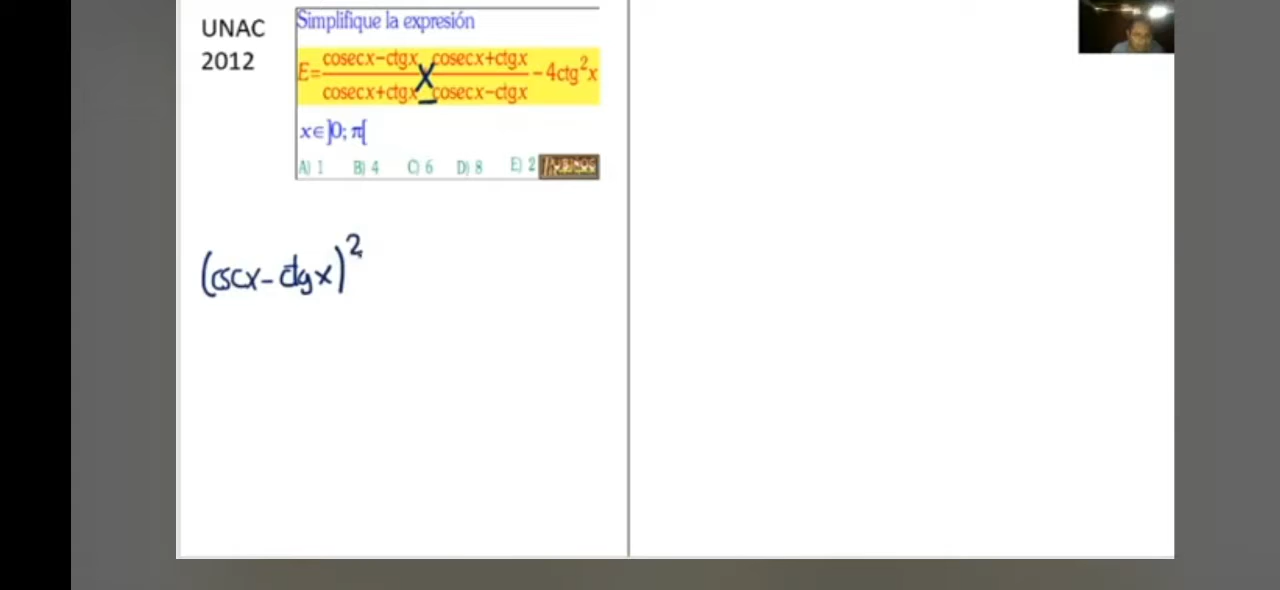 UNAC
2012
Simplifique la expresión
E= cosecx−ctgx / cosecx+ctgx X cosecx+ctgx / cosecx−ctgx − 4ctg²x
x∈]0; π[
A) 1 B) 4 C) 6 D) 8 E) 2
(cscx − ctgx)²